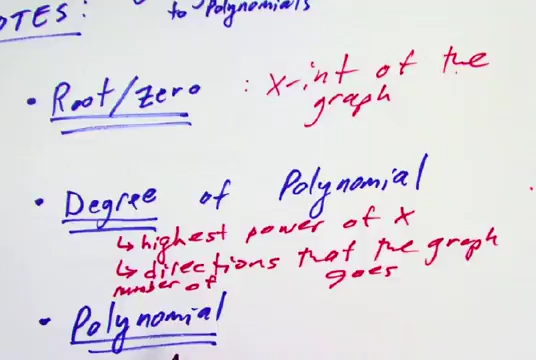 NOTES:
to Polynomials
• Root/Zero : x-int of the
graph
• Degree of Polynomial
↳ highest power of x
↳ directions that the graph
number of goes
• Polynomial